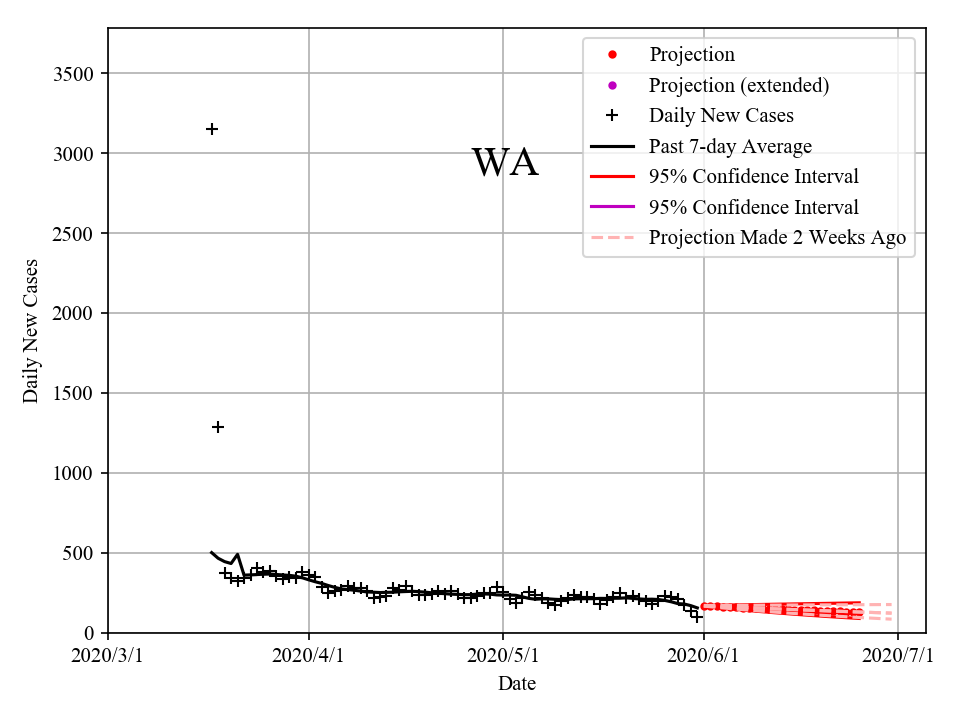 WA
Projection
Projection (extended)
Daily New Cases
Past 7-day Average
95% Confidence Interval
95% Confidence Interval
Projection Made 2 Weeks Ago
3500
3000
2500
2000
1500
1000
500
0
Daily New Cases
2020/3/1 2020/4/1 2020/5/1 2020/6/1 2020/7/1
Date